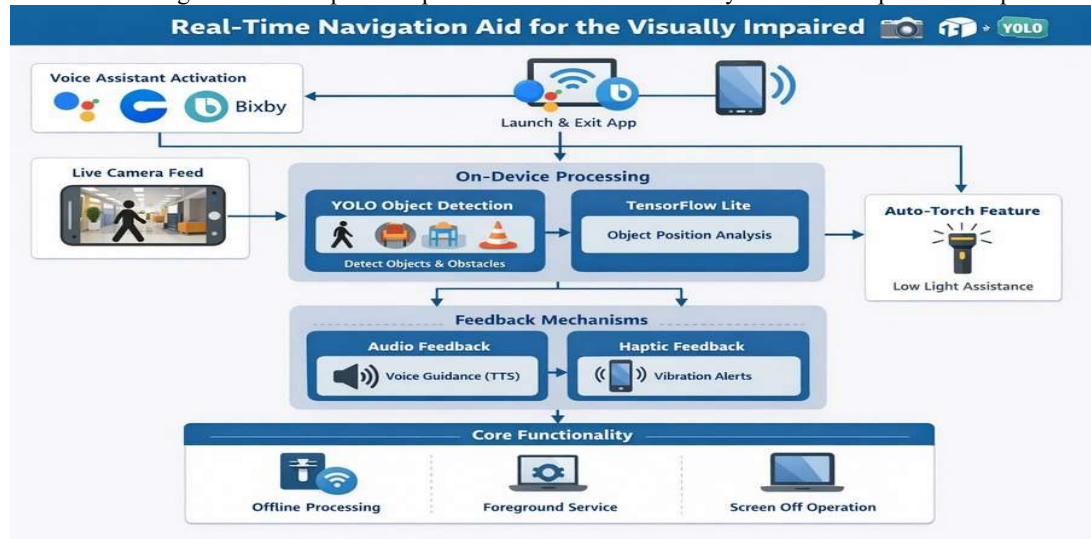 Real-Time Navigation Aid for the Visually Impaired
YOLO
Voice Assistant Activation
Bixby
Launch & Exit App
Live Camera Feed
On-Device Processing
YOLO Object Detection
Detect Objects & Obstacles
TensorFlow Lite
Object Position Analysis
Auto-Torch Feature
Low Light Assistance
Feedback Mechanisms
Audio Feedback
Voice Guidance (TTS)
Haptic Feedback
Vibration Alerts
Core Functionality
Offline Processing
Foreground Service
Screen Off Operation